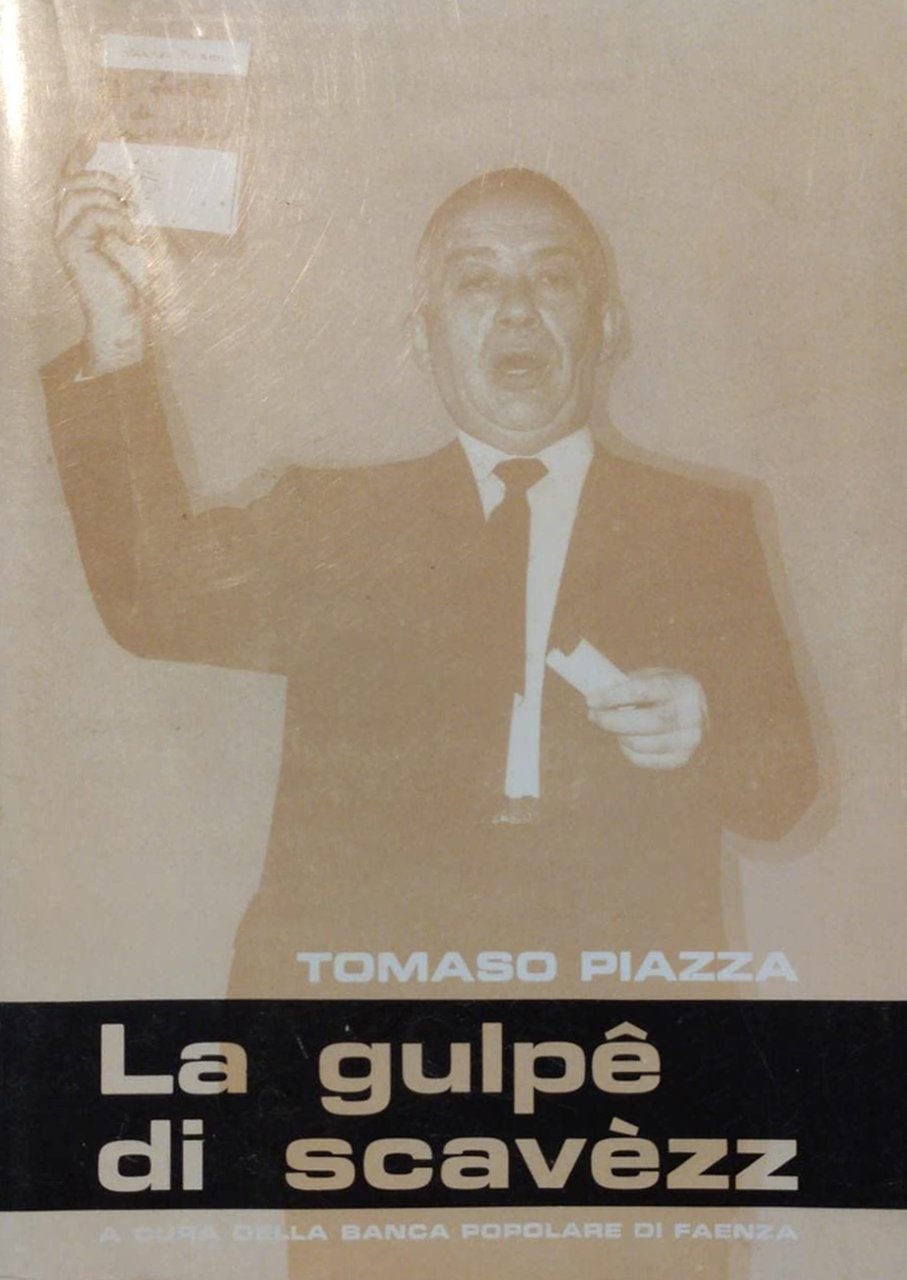 TOMASO PIAZZA
La gulpê
di scavèzz
A CURA DELLA BANCA POPOLARE DI FAENZA